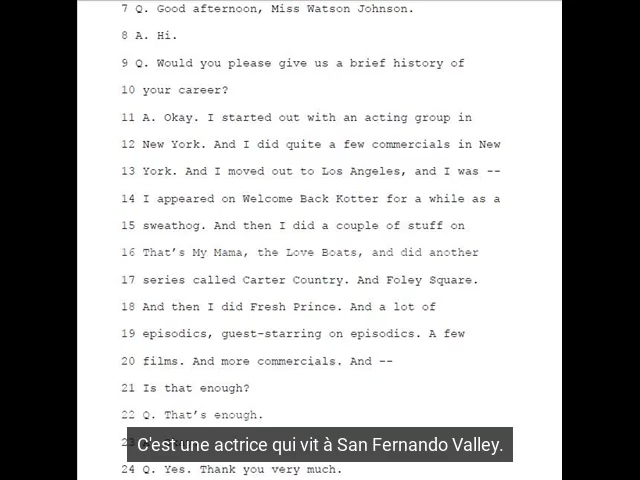 7 Q. Good afternoon, Miss Watson Johnson.
8 A. Hi.
9 Q. Would you please give us a brief history of
10 your career?
11 A. Okay. I started out with an acting group in
12 New York. And I did quite a few commercials in New
13 York. And I moved out to Los Angeles, and I was --
14 I appeared on Welcome Back Kotter for a while as a
15 sweathog. And then I did a couple of stuff on
16 That's My Mama, the Love Boats, and did another
17 series called Carter Country. And Foley Square.
18 And then I did Fresh Prince. And a lot of
19 episodics, guest-starring on episodics. A few
20 films. And more commercials. And --
21 Is that enough?
22 Q. That's enough.
23
C'est une actrice qui vit à San Fernando Valley.
24 Q. Yes. Thank you very much.